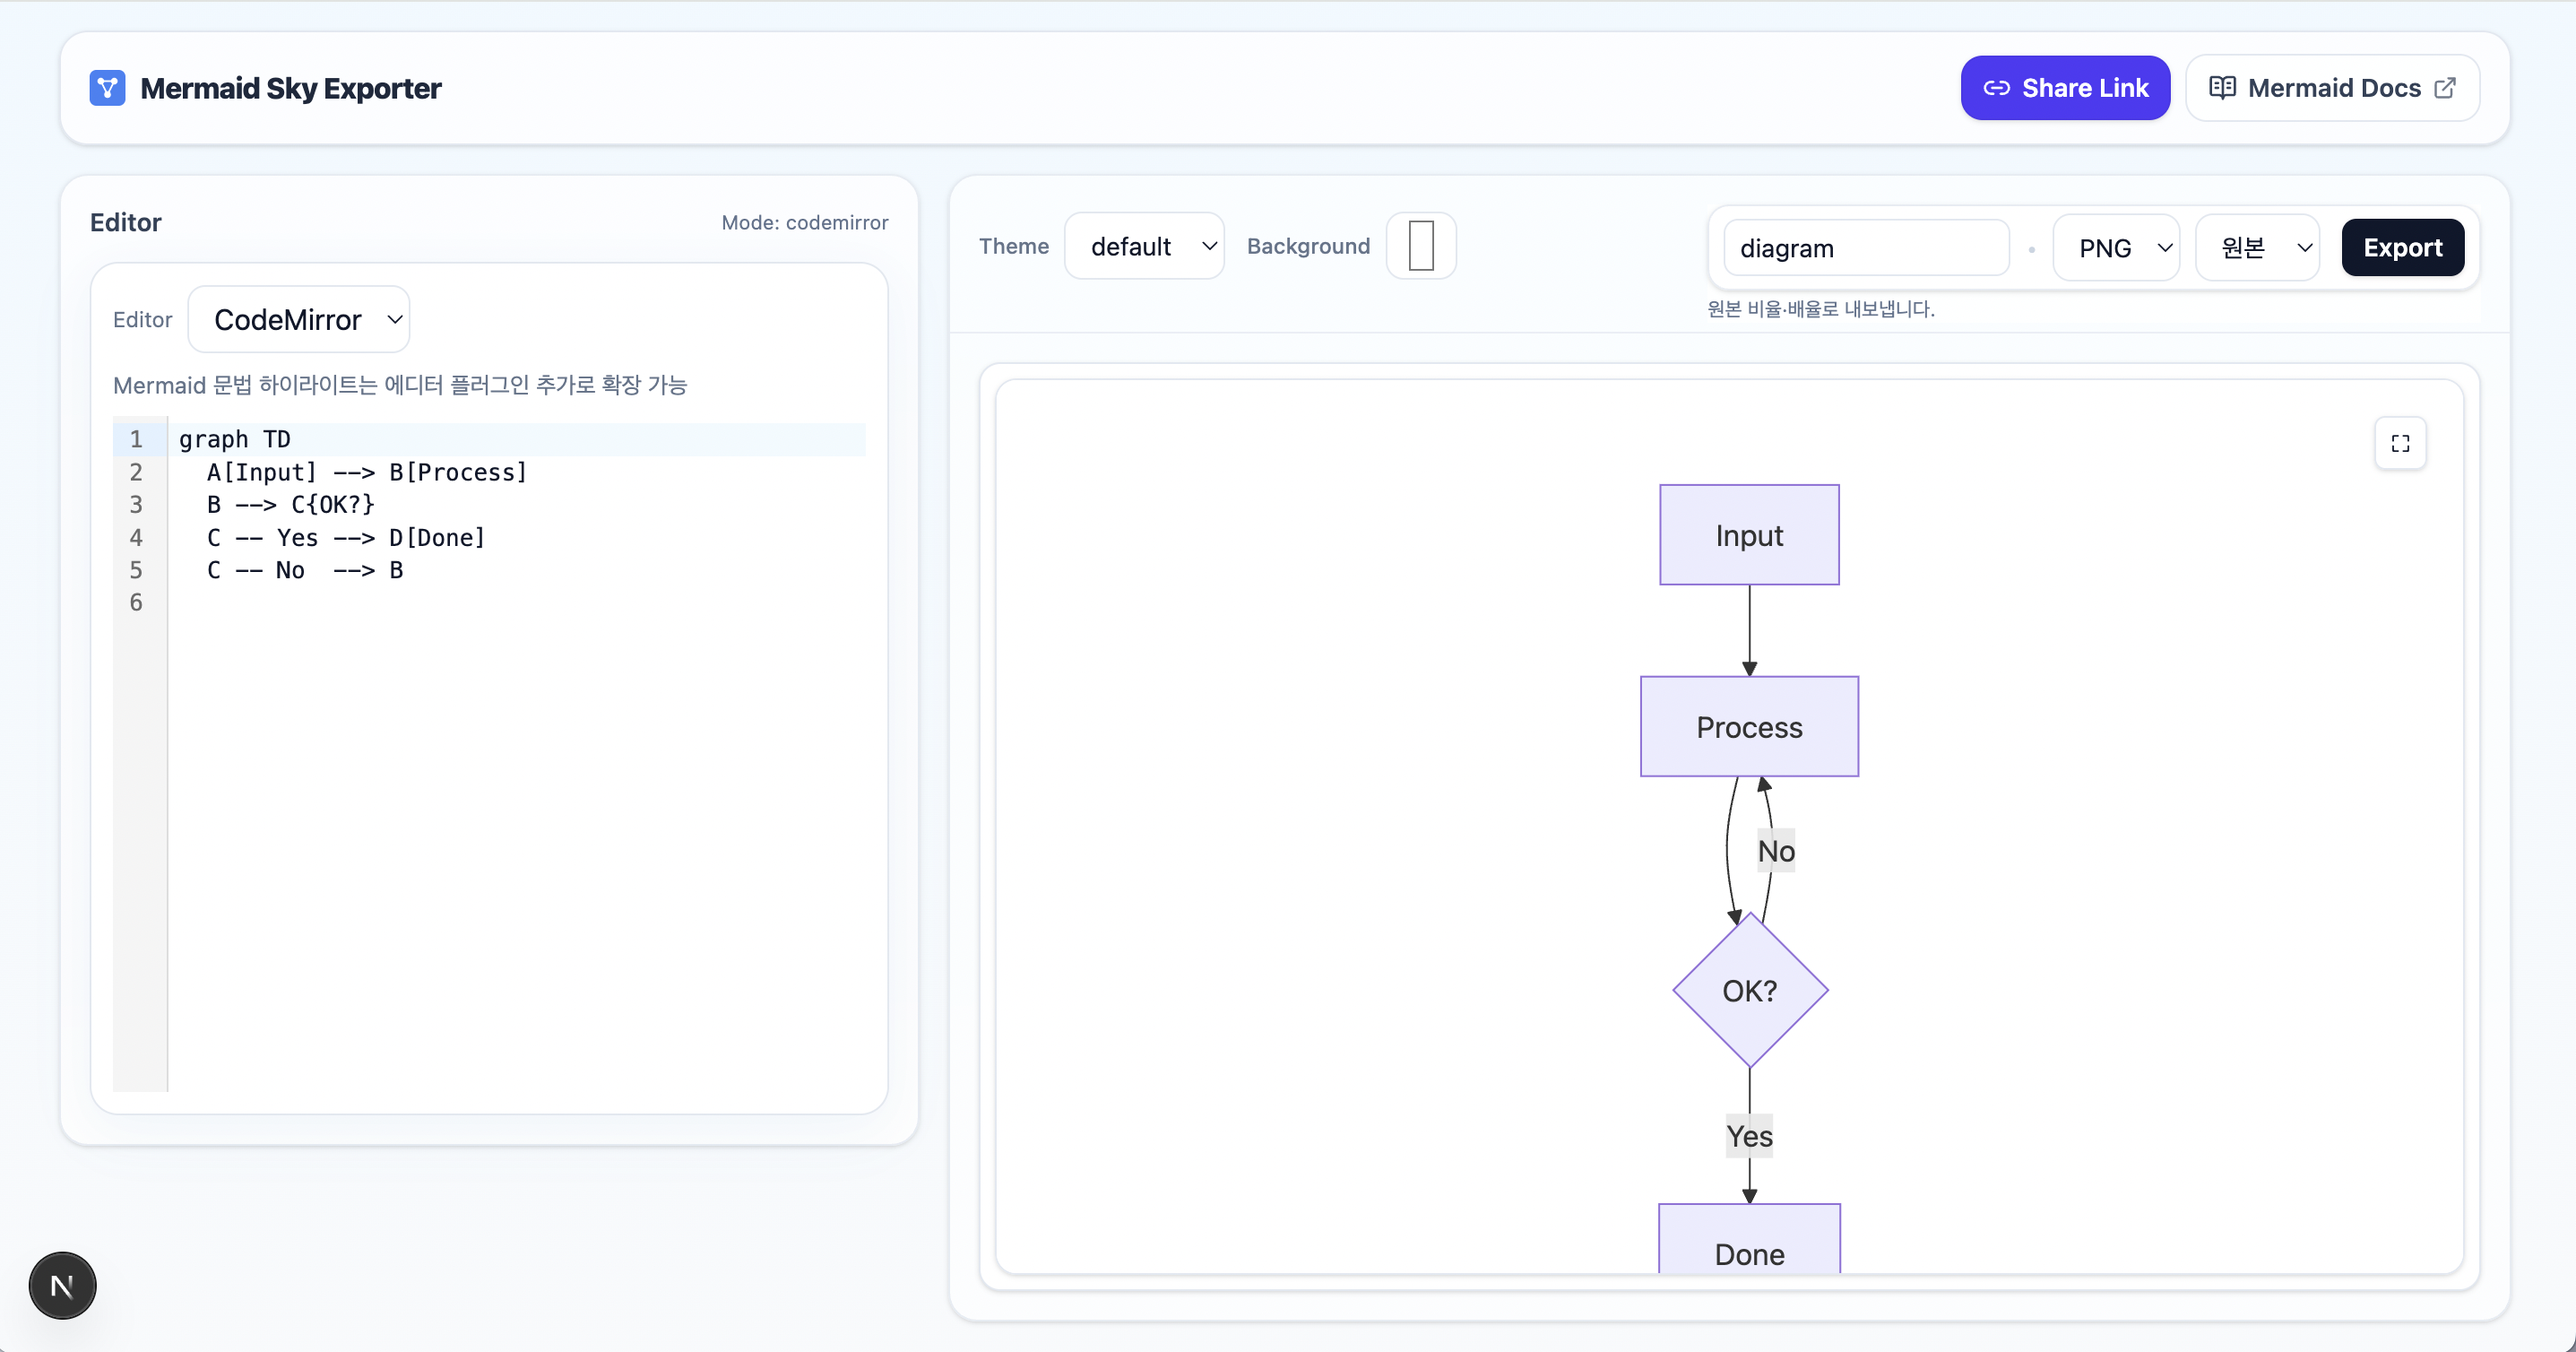 Mermaid Sky Exporter
Share Link
Mermaid Docs
Editor
Mode: codemirror
Editor
CodeMirror
Mermaid 문법 하이라이트는 에디터 플러그인 추가로 확장 가능
1 graph TD
2   A[Input] --> B[Process]
3   B --> C{OK?}
4   C -- Yes --> D[Done]
5   C -- No  --> B
6
Theme
default
Background
diagram
PNG
원본
Export
원본 비율·배율로 내보냅니다.
Input
Process
No
OK?
Yes
Done
N